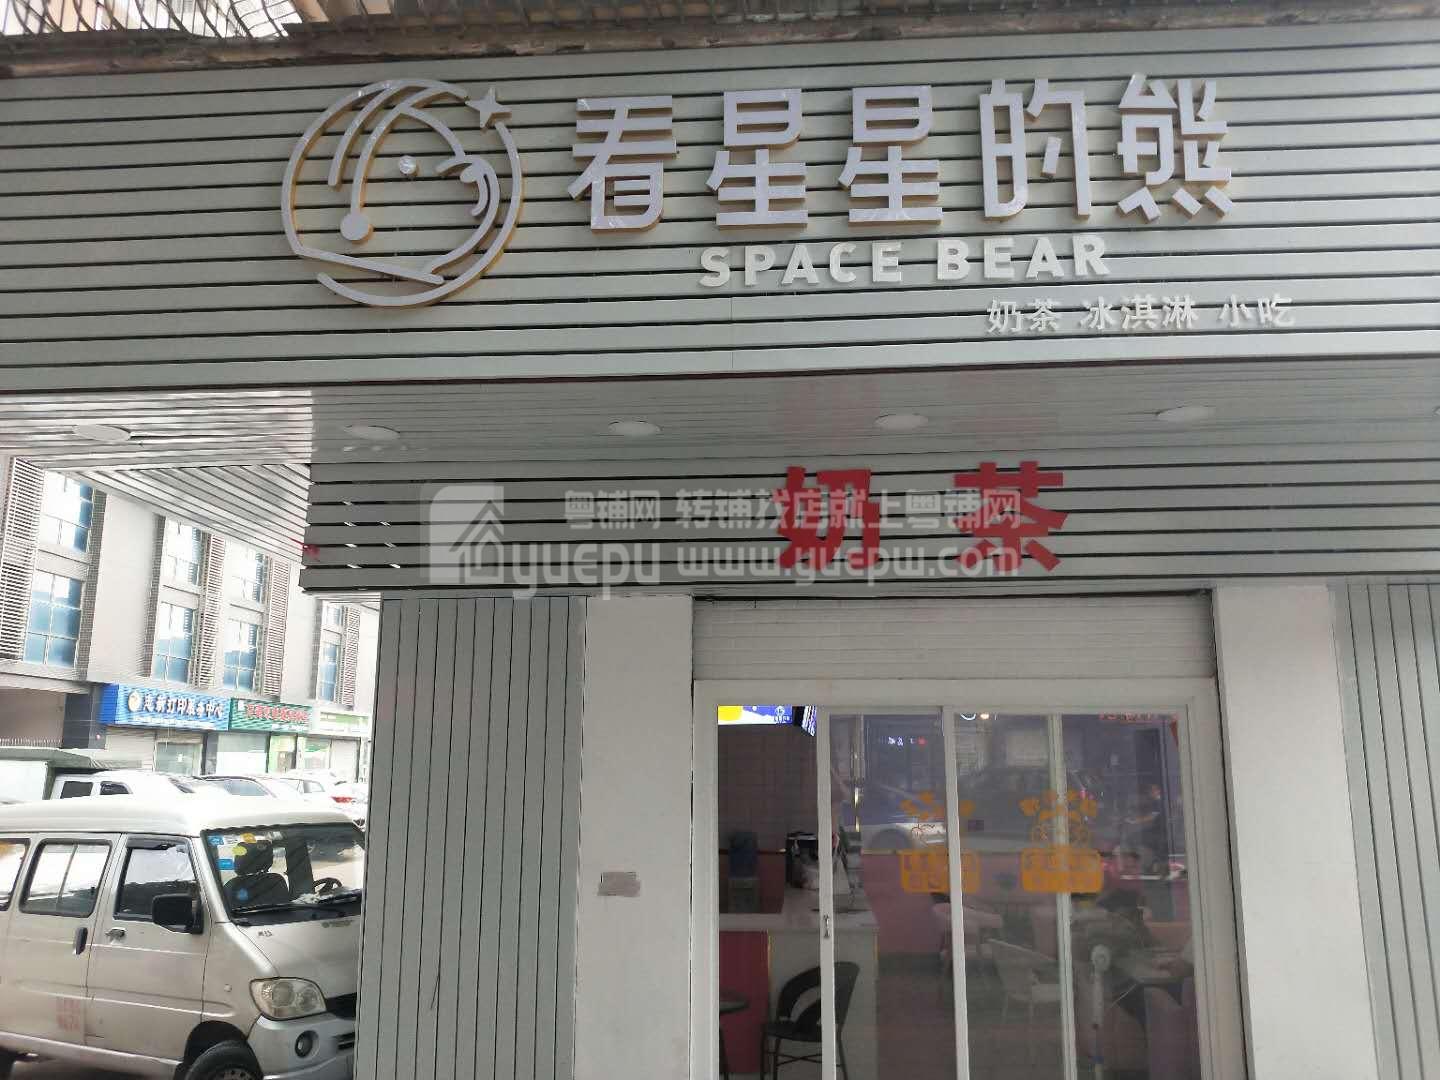 看星星的熊
SPACE BEAR
奶茶 冰淇淋 小吃
奶 茶
粤铺网 转铺找店就上粤铺网
yuepu www.yuepw.com